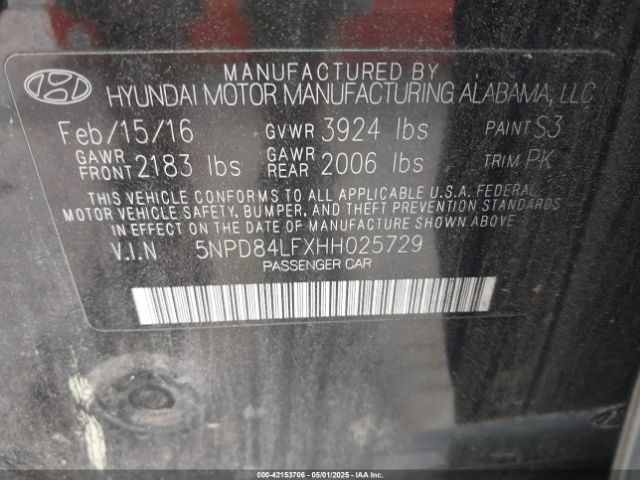 MANUFACTURED BY
HYUNDAI MOTOR MANUFACTURING ALABAMA, LLC
Feb/15/16 GVWR 3924 lbs PAINT S3
GAWR FRONT 2183 lbs GAWR REAR 2006 lbs TRIM PK
THIS VEHICLE CONFORMS TO ALL APPLICABLE U.S.A. FEDERAL
MOTOR VEHICLE SAFETY, BUMPER, AND THEFT PREVENTION STANDARDS
IN EFFECT ON THE DATE OF MANUFACTURE SHOWN ABOVE.
V.I.N 5NPD84LFXHH025729
PASSENGER CAR
000-42153706 - 05/01/2025 - IAA Inc.